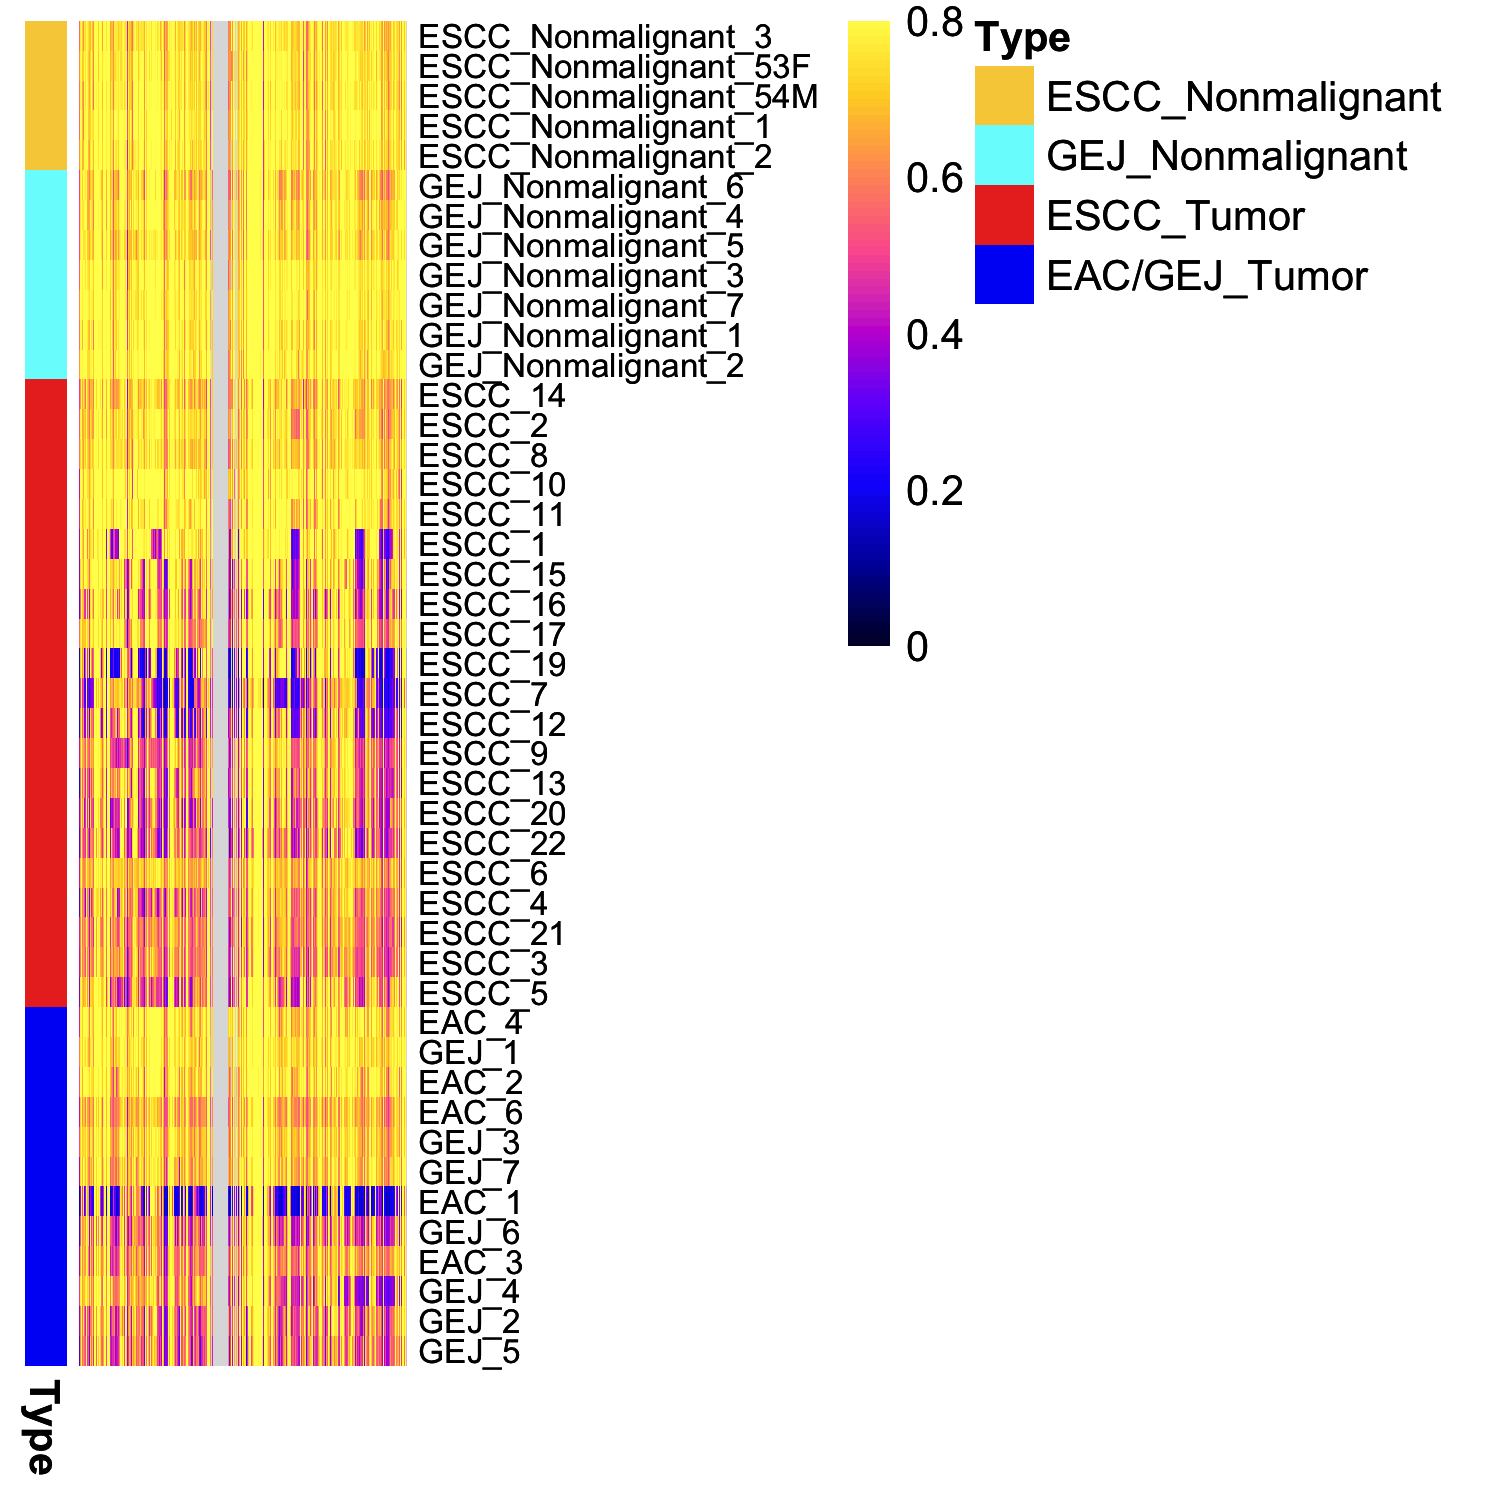 ESCC_Nonmalignant_3
ESCC_Nonmalignant_53F
ESCC_Nonmalignant_54M
ESCC_Nonmalignant_1
ESCC_Nonmalignant_2
GEJ_Nonmalignant_6
GEJ_Nonmalignant_4
GEJ_Nonmalignant_5
GEJ_Nonmalignant_3
GEJ_Nonmalignant_7
GEJ_Nonmalignant_1
GEJ_Nonmalignant_2
ESCC_14
ESCC_2
ESCC_8
ESCC_10
ESCC_11
ESCC_1
ESCC_15
ESCC_16
ESCC_17
ESCC_19
ESCC_7
ESCC_12
ESCC_9
ESCC_13
ESCC_20
ESCC_22
ESCC_6
ESCC_4
ESCC_21
ESCC_3
ESCC_5
EAC_4
GEJ_1
EAC_2
EAC_6
GEJ_3
GEJ_7
EAC_1
GEJ_6
EAC_3
GEJ_4
GEJ_2
GEJ_5
Type
0.8
0.6
0.4
0.2
0
Type
ESCC_Nonmalignant
GEJ_Nonmalignant
ESCC_Tumor
EAC/GEJ_Tumor